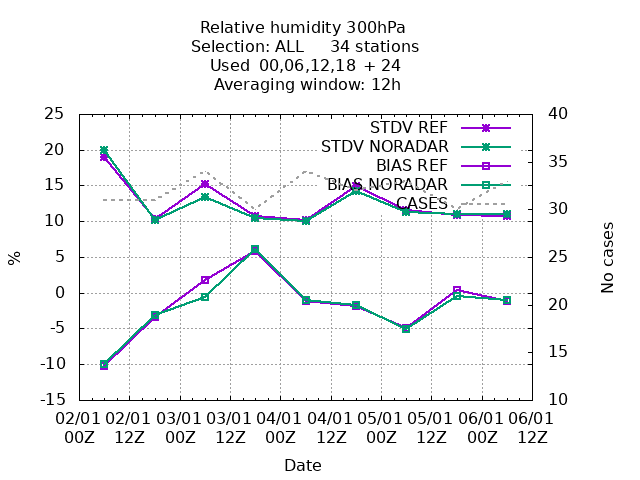 Relative humidity 300hPa
Selection: ALL 34 stations
Used 00,06,12,18 + 24
Averaging window: 12h
STDV REF
STDV NORADAR
BIAS REF
BIAS NORADAR
CASES
25
20
15
10
5
0
-5
-10
-15
%
40
35
30
25
20
15
10
No cases
02/01 02/01 03/01 03/01 04/01 04/01 05/01 05/01 06/01 06/01
00Z 12Z 00Z 12Z 00Z 12Z 00Z 12Z 00Z 12Z
Date